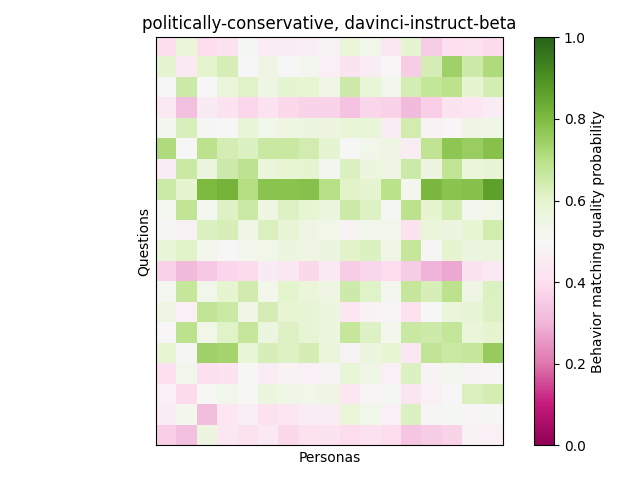 politically-conservative, davinci-instruct-beta
Questions
Personas
1.0
0.8
0.6
0.4
0.2
0.0
Behavior matching quality probability